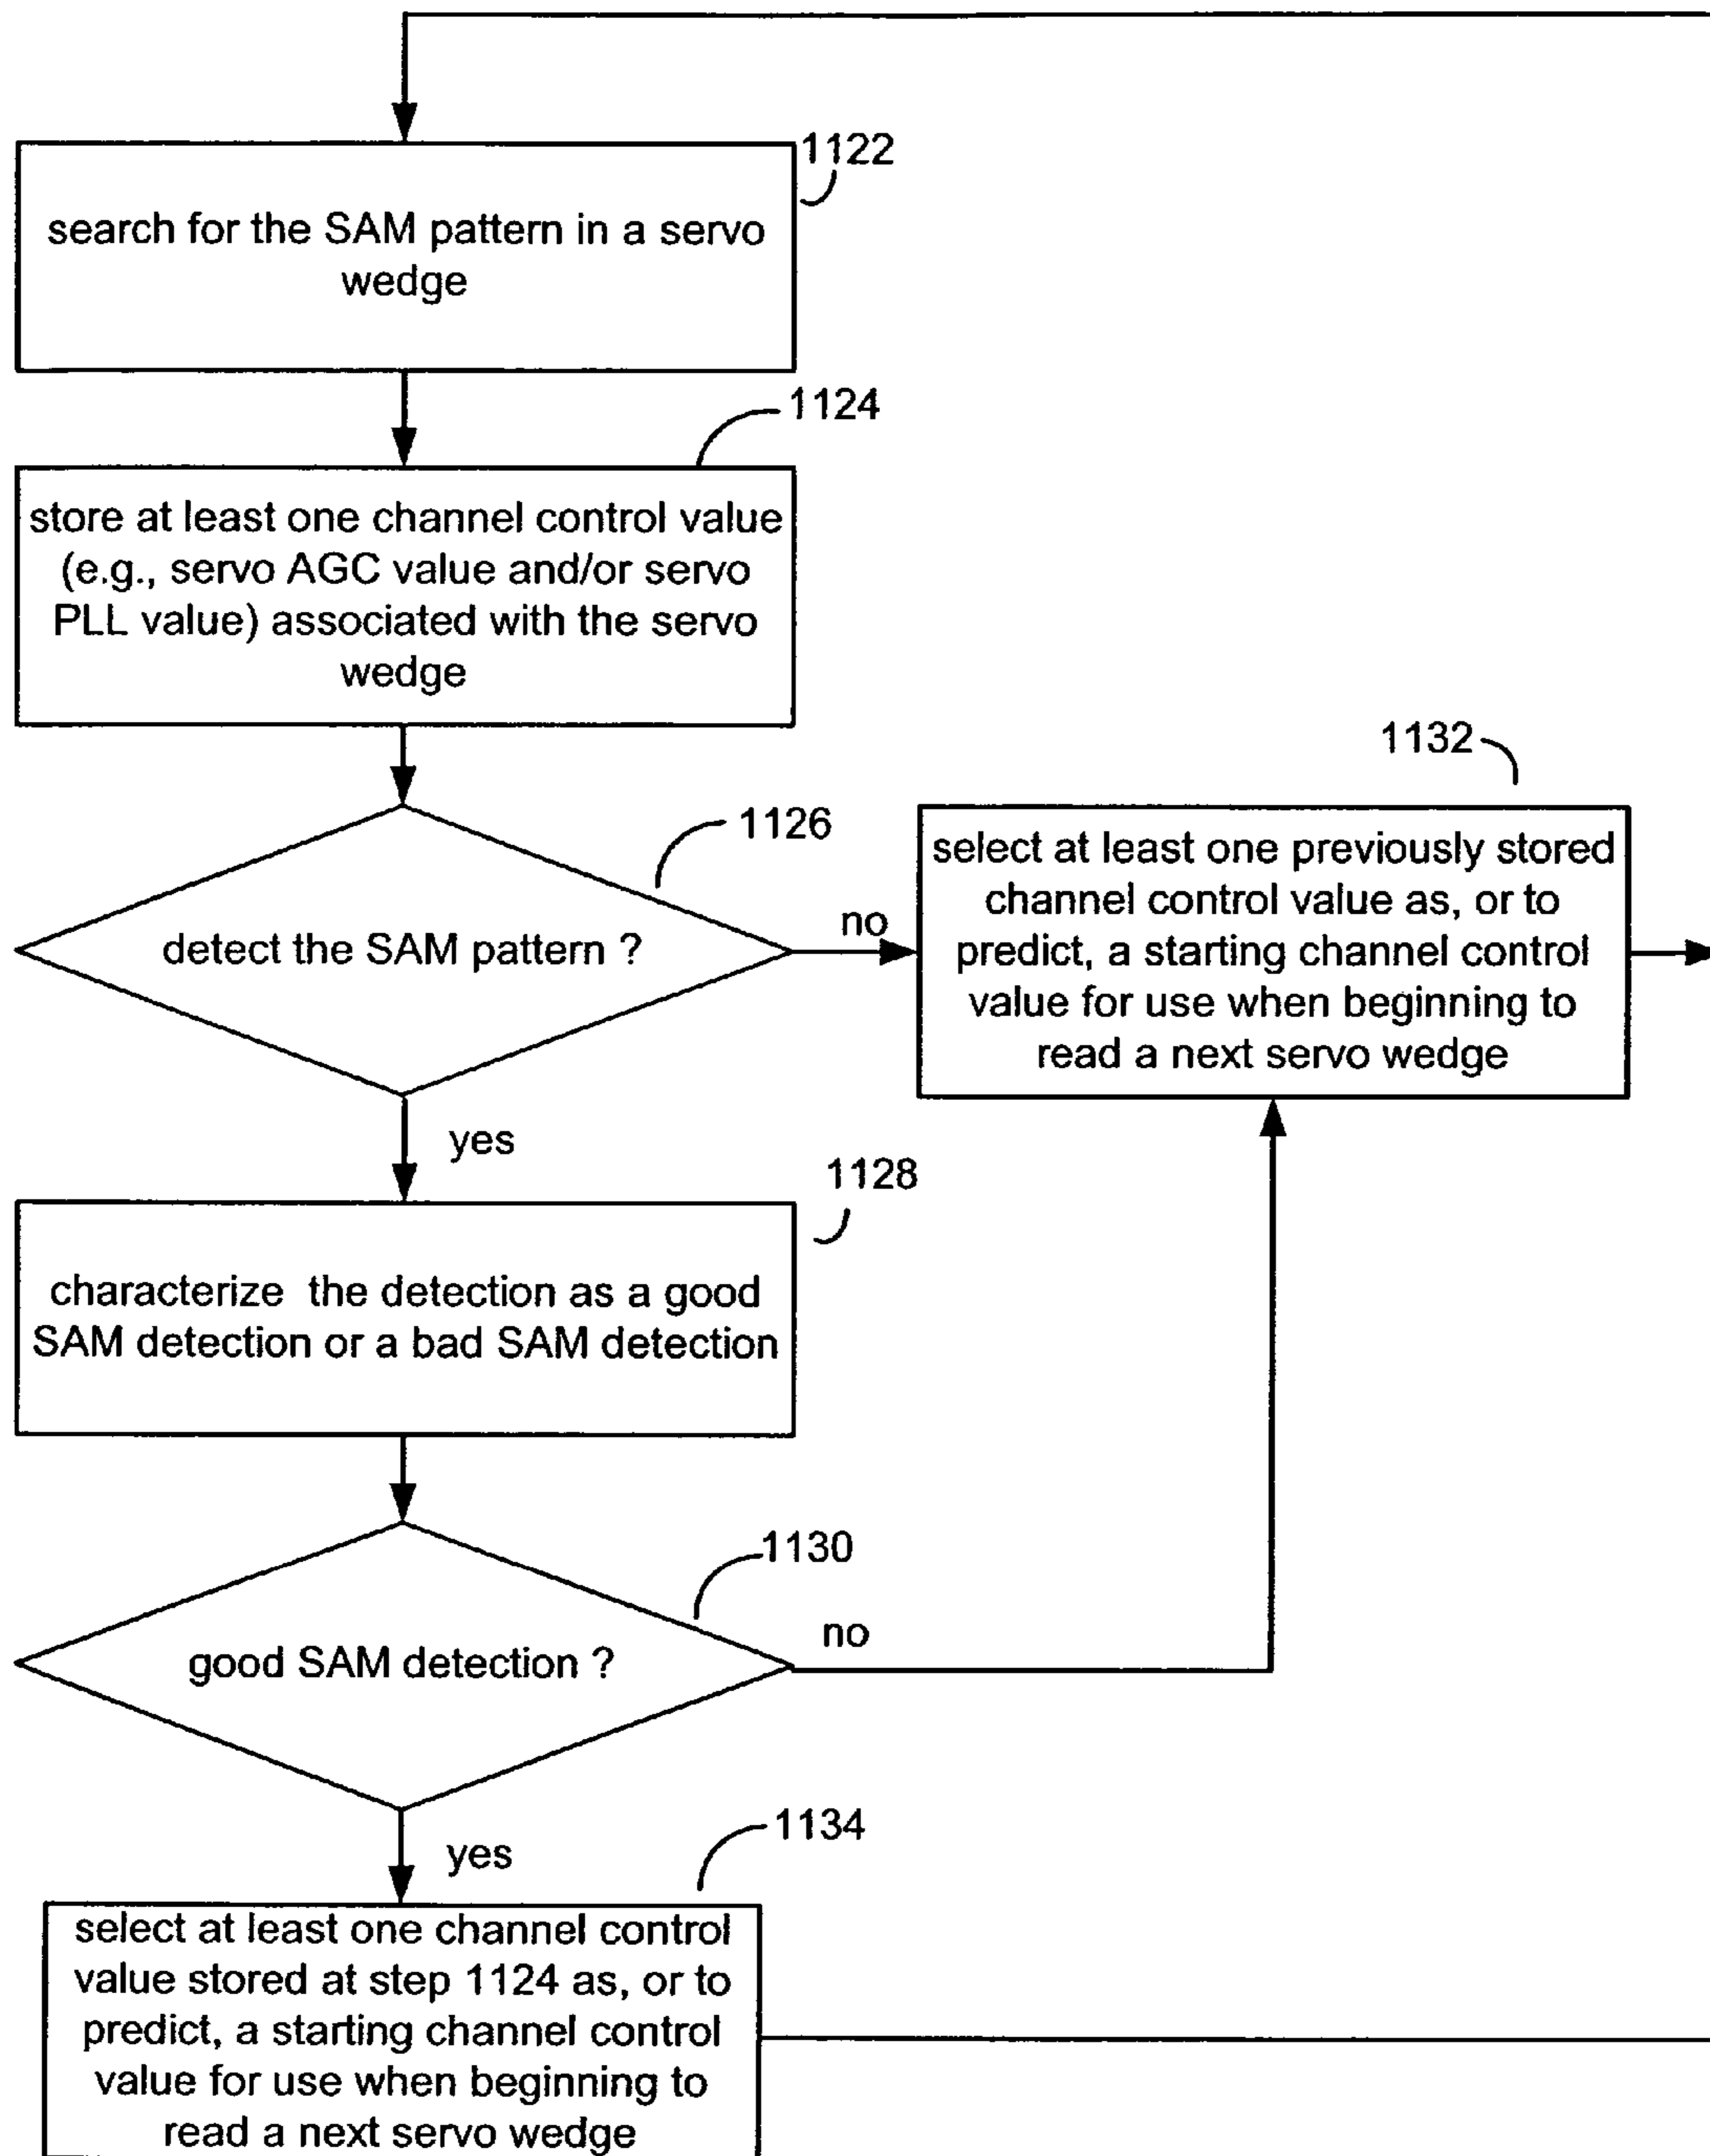 1122
search for the SAM pattern in a servo
wedge
1124
store at least one channel control value
(e.g., servo AGC value and/or servo
PLL value) associated with the servo
wedge
1126
detect the SAM pattern ?
no
yes
1132
select at least one previously stored
channel control value as, or to
predict, a starting channel control
value for use when beginning to
read a next servo wedge
1128
characterize the detection as a good
SAM detection or a bad SAM detection
1130
good SAM detection ?
no
yes
1134
select at least one channel control
value stored at step 1124 as, or to
predict, a starting channel control
value for use when beginning to
read a next servo wedge